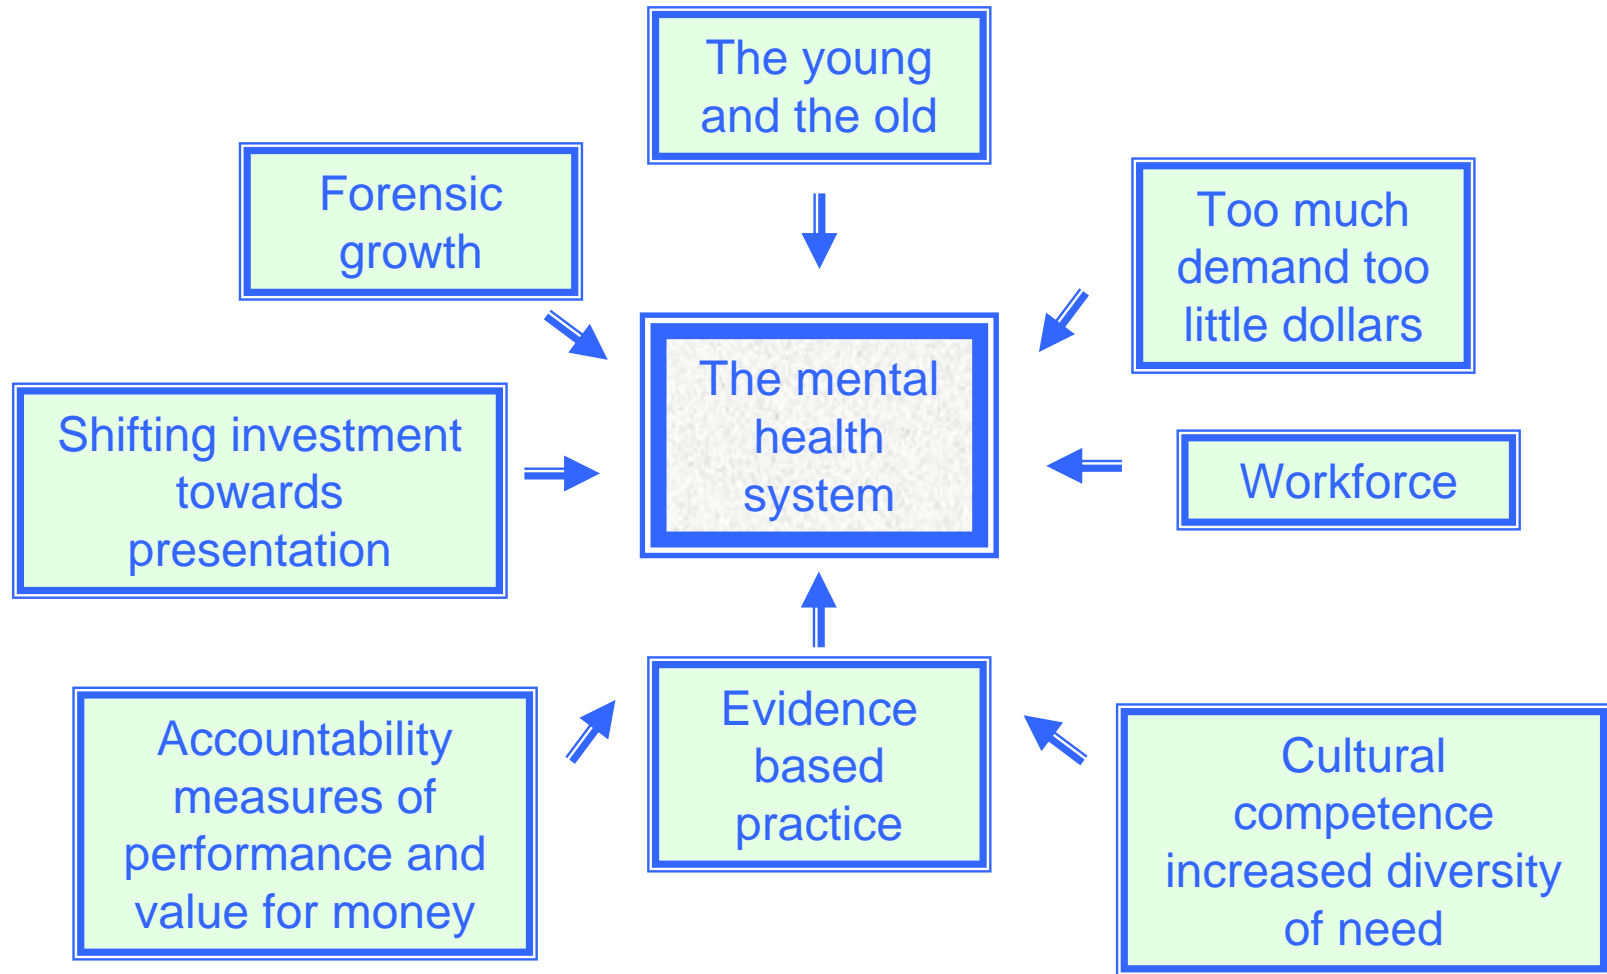 The young
and the old
Forensic
growth
Too much
demand too
little dollars
The mental
health
system
Shifting investment
towards
presentation
Workforce
Evidence
based
practice
Accountability
measures of
performance and
value for money
Cultural
competence
increased diversity
of need